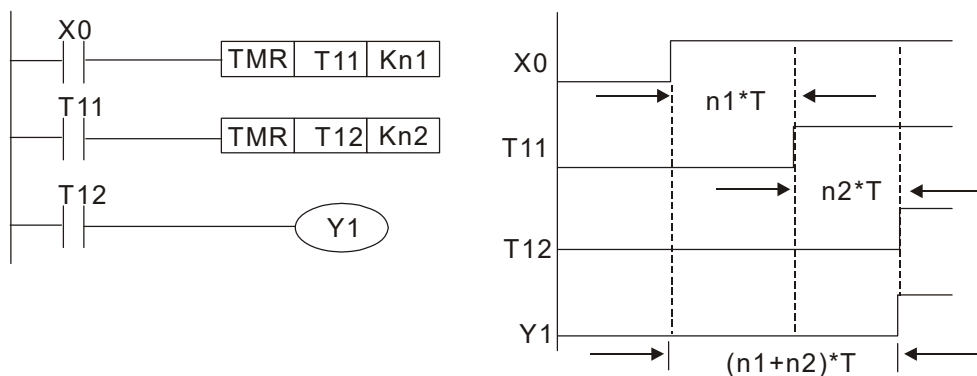 X0
TMR T11 Kn1
T11
TMR T12 Kn2
T12
Y1
X0
n1*T
T11
n2*T
T12
Y1
(n1+n2)*T